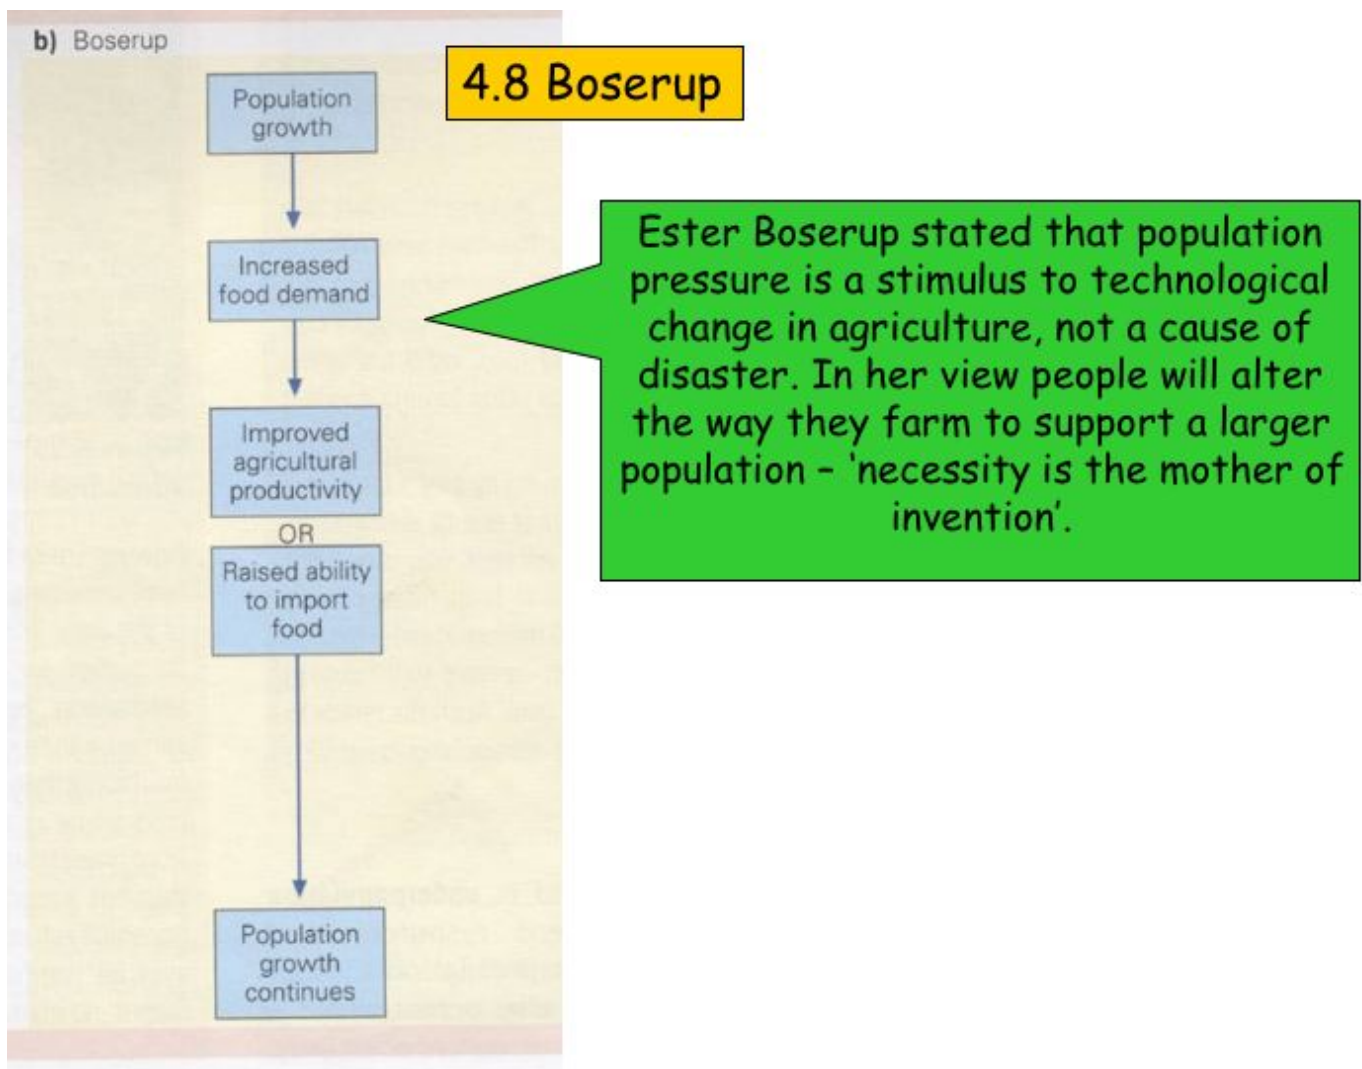 b) Boserup
4.8 Boserup
Population
growth
Increased
food demand
Improved
agricultural
productivity
OR
Raised ability
to import
food
Population
growth
continues
Ester Boserup stated that population
pressure is a stimulus to technological
change in agriculture, not a cause of
disaster. In her view people will alter
the way they farm to support a larger
population – ‘necessity is the mother of
invention’.